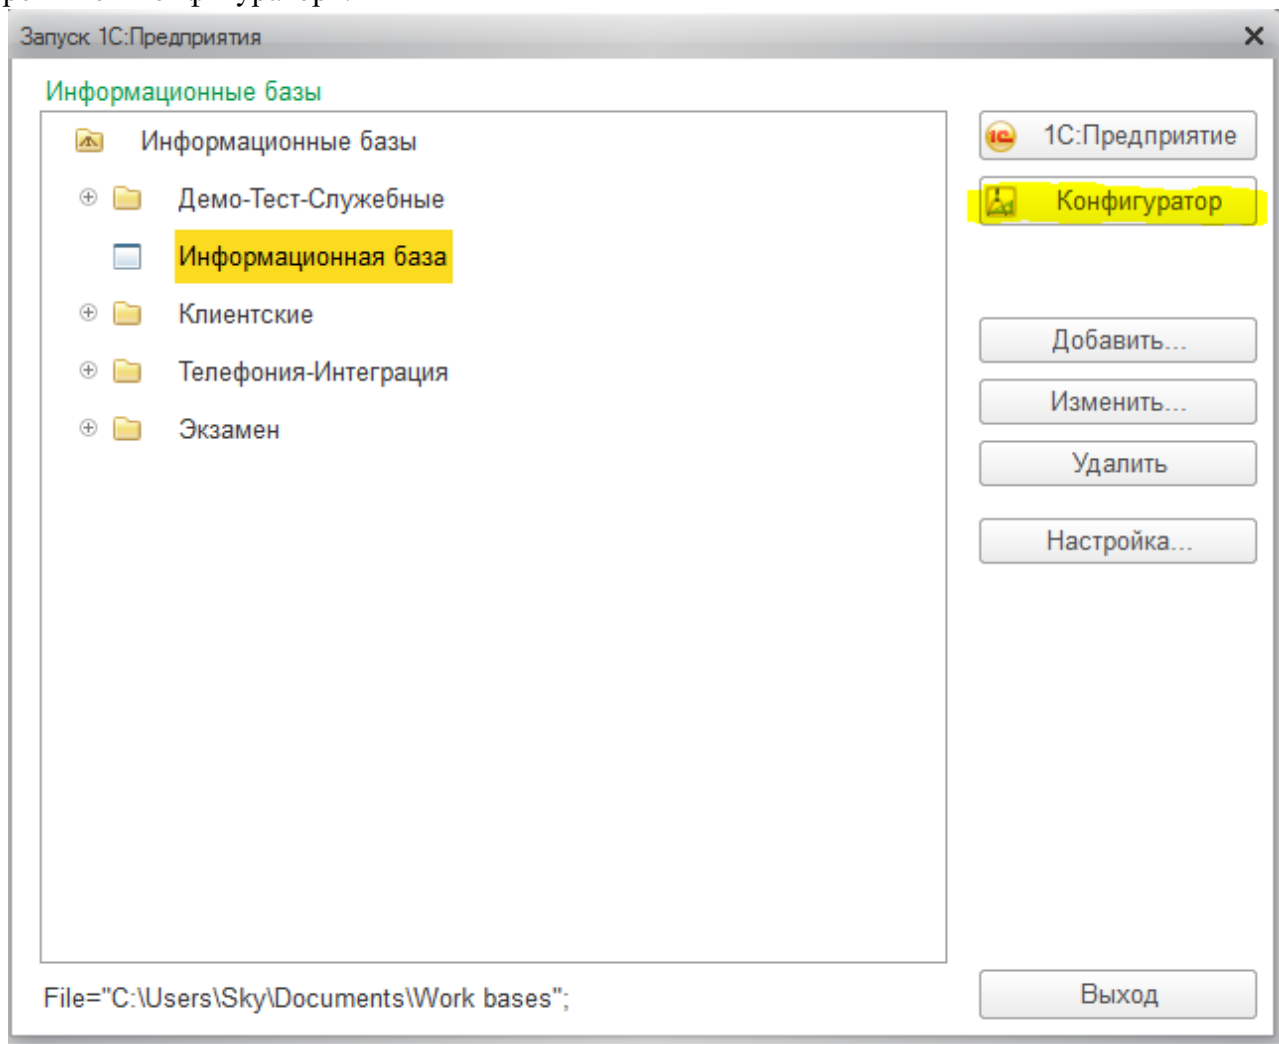 Запуск 1С:Предприятия
Информационные базы
Информационные базы
1С:Предприятие
Демо-Тест-Служебные
Конфигуратор
Информационная база
Клиентские
Добавить...
Телефония-Интеграция
Изменить...
Экзамен
Удалить
Настройка...
File="C:\Users\Sky\Documents\Work bases";
Выход